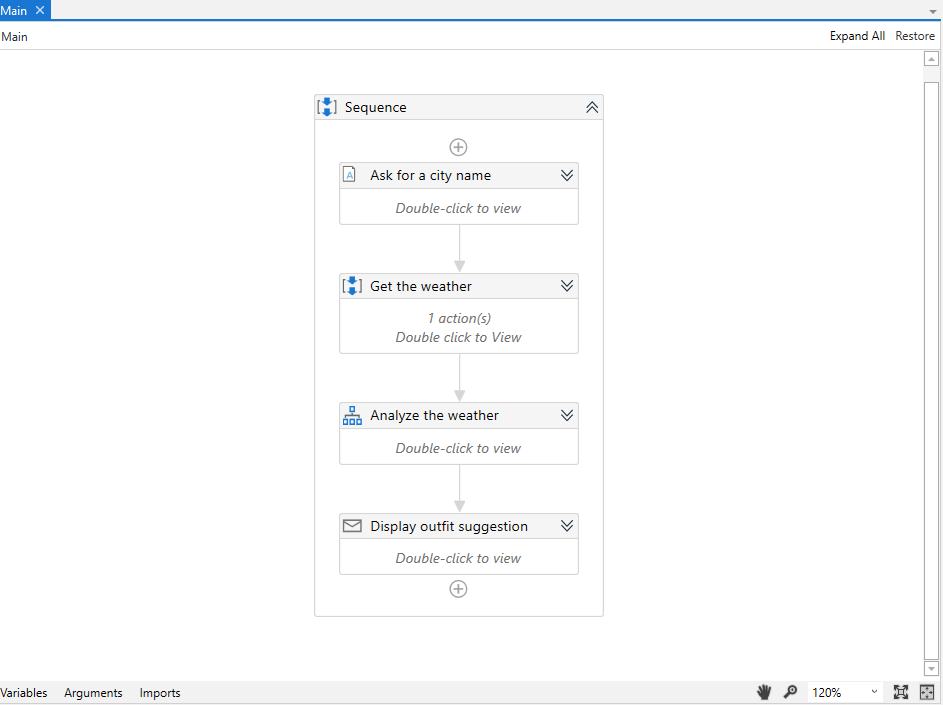 Main
Main
Expand All Restore
Sequence
A Ask for a city name
Double-click to view
Get the weather
1 action(s)
Double click to View
Analyze the weather
Double-click to view
Display outfit suggestion
Double-click to view
Variables Arguments Imports 120%